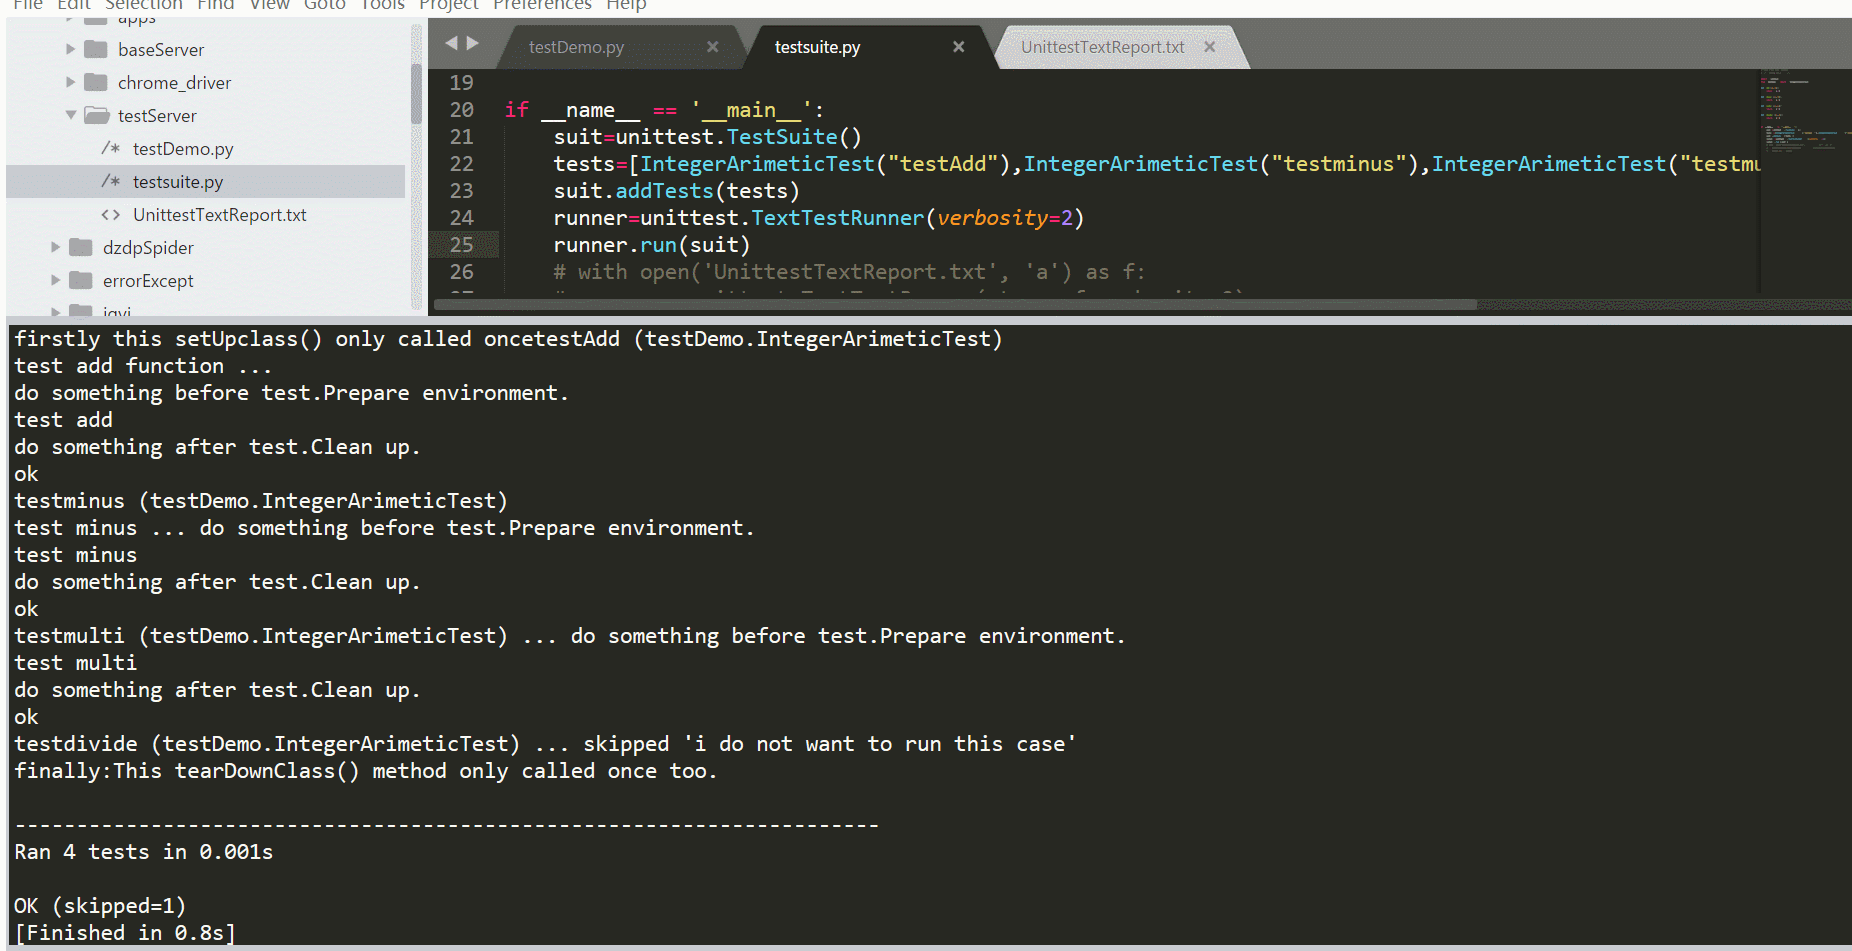 File Edit Selection Find View Goto Tools Project Preferences Help
apps
baseServer
chrome_driver
testServer
/* testDemo.py
/* testsuite.py
<> UnittestTextReport.txt
dzdpSpider
errorExcept
testDemo.py × testsuite.py × UnittestTextReport.txt ×
19
20 if __name__ == '__main__':
21 suit=unittest.TestSuite()
22 tests=[IntegerArimeticTest("testAdd"),IntegerArimeticTest("testminus"),IntegerArimeticTest("testmu
23 suit.addTests(tests)
24 runner=unittest.TextTestRunner(verbosity=2)
25 runner.run(suit)
26 # with open('UnittestTextReport.txt', 'a') as f:
firstly this setUpclass() only called oncetestAdd (testDemo.IntegerArimeticTest)
test add function ...
do something before test.Prepare environment.
test add
do something after test.Clean up.
ok
testminus (testDemo.IntegerArimeticTest)
test minus ... do something before test.Prepare environment.
test minus
do something after test.Clean up.
ok
testmulti (testDemo.IntegerArimeticTest) ... do something before test.Prepare environment.
test multi
do something after test.Clean up.
ok
testdivide (testDemo.IntegerArimeticTest) ... skipped 'i do not want to run this case'
finally:This tearDownClass() method only called once too.
----------------------------------------------------------------------
Ran 4 tests in 0.001s
OK (skipped=1)
[Finished in 0.8s]